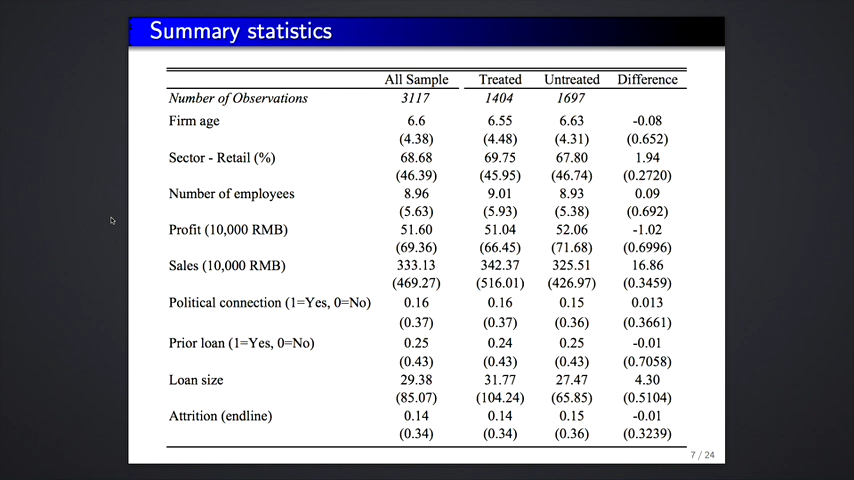 Summary statistics
All Sample Treated Untreated Difference
Number of Observations 3117 1404 1697
Firm age 6.6 6.55 6.63 -0.08
(4.38) (4.48) (4.31) (0.652)
Sector - Retail (%) 68.68 69.75 67.80 1.94
(46.39) (45.95) (46.74) (0.2720)
Number of employees 8.96 9.01 8.93 0.09
(5.63) (5.93) (5.38) (0.692)
Profit (10,000 RMB) 51.60 51.04 52.06 -1.02
(69.36) (66.45) (71.68) (0.6996)
Sales (10,000 RMB) 333.13 342.37 325.51 16.86
(469.27) (516.01) (426.97) (0.3459)
Political connection (1=Yes, 0=No) 0.16 0.16 0.15 0.013
(0.37) (0.37) (0.36) (0.3661)
Prior loan (1=Yes, 0=No) 0.25 0.24 0.25 -0.01
(0.43) (0.43) (0.43) (0.7058)
Loan size 29.38 31.77 27.47 4.30
(85.07) (104.24) (65.85) (0.5104)
Attrition (endline) 0.14 0.14 0.15 -0.01
(0.34) (0.34) (0.36) (0.3239)
7 / 24